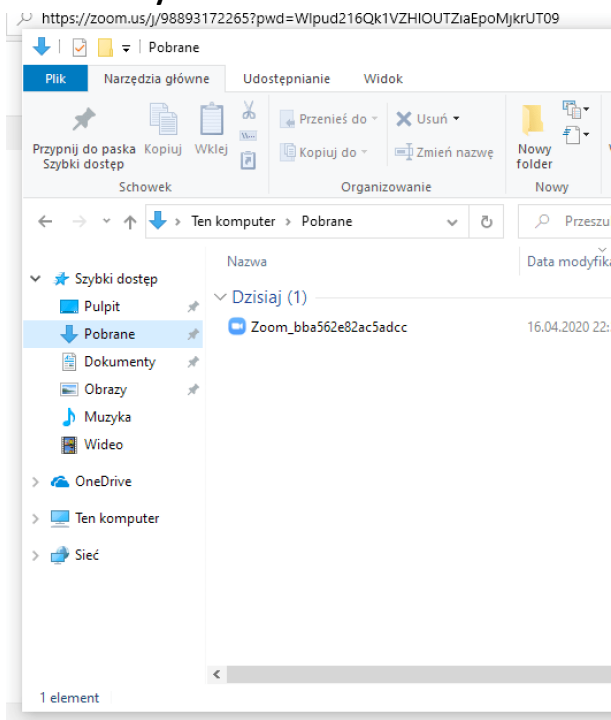 https://zoom.us/j/98893172265?pwd=WIpud216Qk1VZHIOUTZiaEpoMjkrUT09
Pobrane
Plik Narzędzia główne Udostępnianie Widok
Przypnij do paska Szybki dostęp
Kopiuj
Wklej
Przenieś do
Kopiuj do
Usuń
Zmień nazwę
Nowy folder
Schowek Organizowanie Nowy
Ten komputer > Pobrane
Przeszu
Nazwa Data modyfika
Szybki dostęp
Pulpit
Pobrane
Dokumenty
Obrazy
Muzyka
Wideo
OneDrive
Ten komputer
Sieć
Dzisiaj (1)
Zoom_bba562e82ac5adcc 16.04.2020 22:
1 element